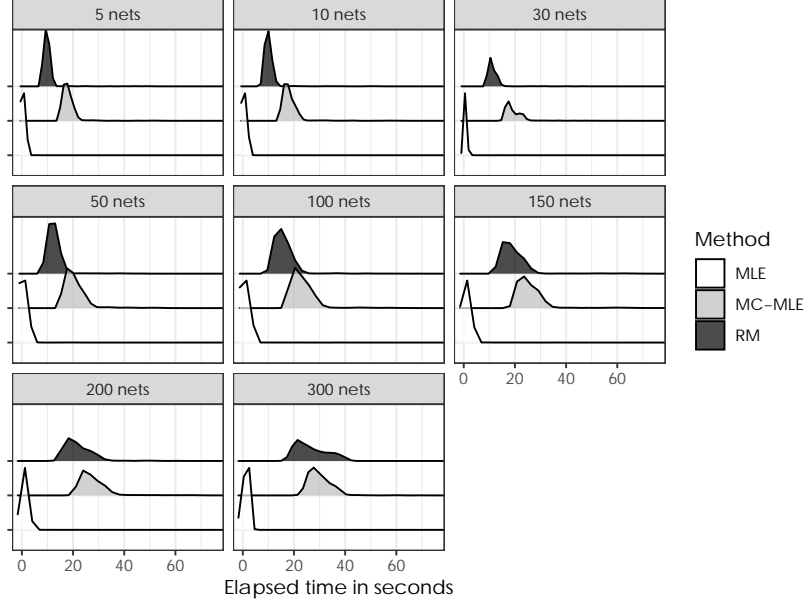 5 nets
10 nets
30 nets
50 nets
100 nets
150 nets
Method
MLE
MC−MLE
RM
0 20 40 60
200 nets
300 nets
0 20 40 60
0 20 40 60
Elapsed time in seconds